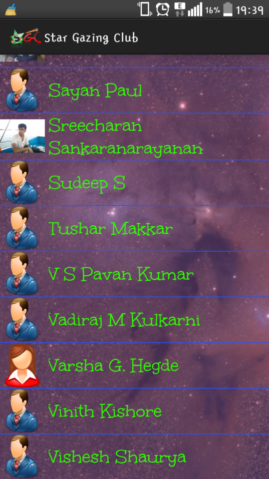 16% 19:39
Star Gazing Club
Sayan Paul
Sreecharan
Sankaranarayanan
Sudeep S
Tushar Makkar
V S Pavan Kumar
Vadiraj M Kulkarni
Varsha G. Hegde
Vinith Kishore
Vishesh Shaurya